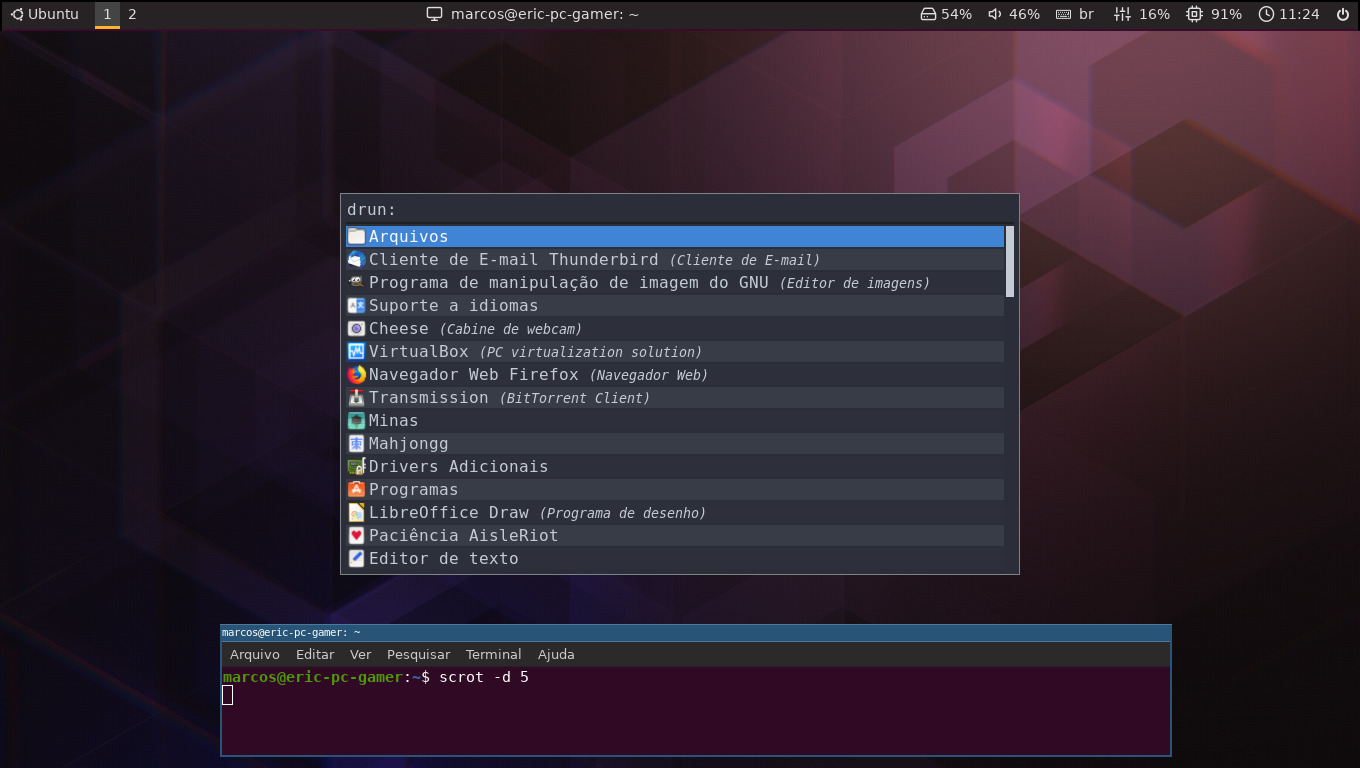 Ubuntu 1 2 marcos@eric-pc-gamer: ~ 54% 46% br 16% 91% 11:24
drun:
Arquivos
Cliente de E-mail Thunderbird (Cliente de E-mail)
Programa de manipulação de imagem do GNU (Editor de imagens)
Suporte a idiomas
Cheese (Cabine de webcam)
VirtualBox (PC virtualization solution)
Navegador Web Firefox (Navegador Web)
Transmission (BitTorrent Client)
Minas
Mahjongg
Drivers Adicionais
Programas
LibreOffice Draw (Programa de desenho)
Paciência AisleRiot
Editor de texto
marcos@eric-pc-gamer: ~
Arquivo Editar Ver Pesquisar Terminal Ajuda
marcos@eric-pc-gamer:~$ scrot -d 5